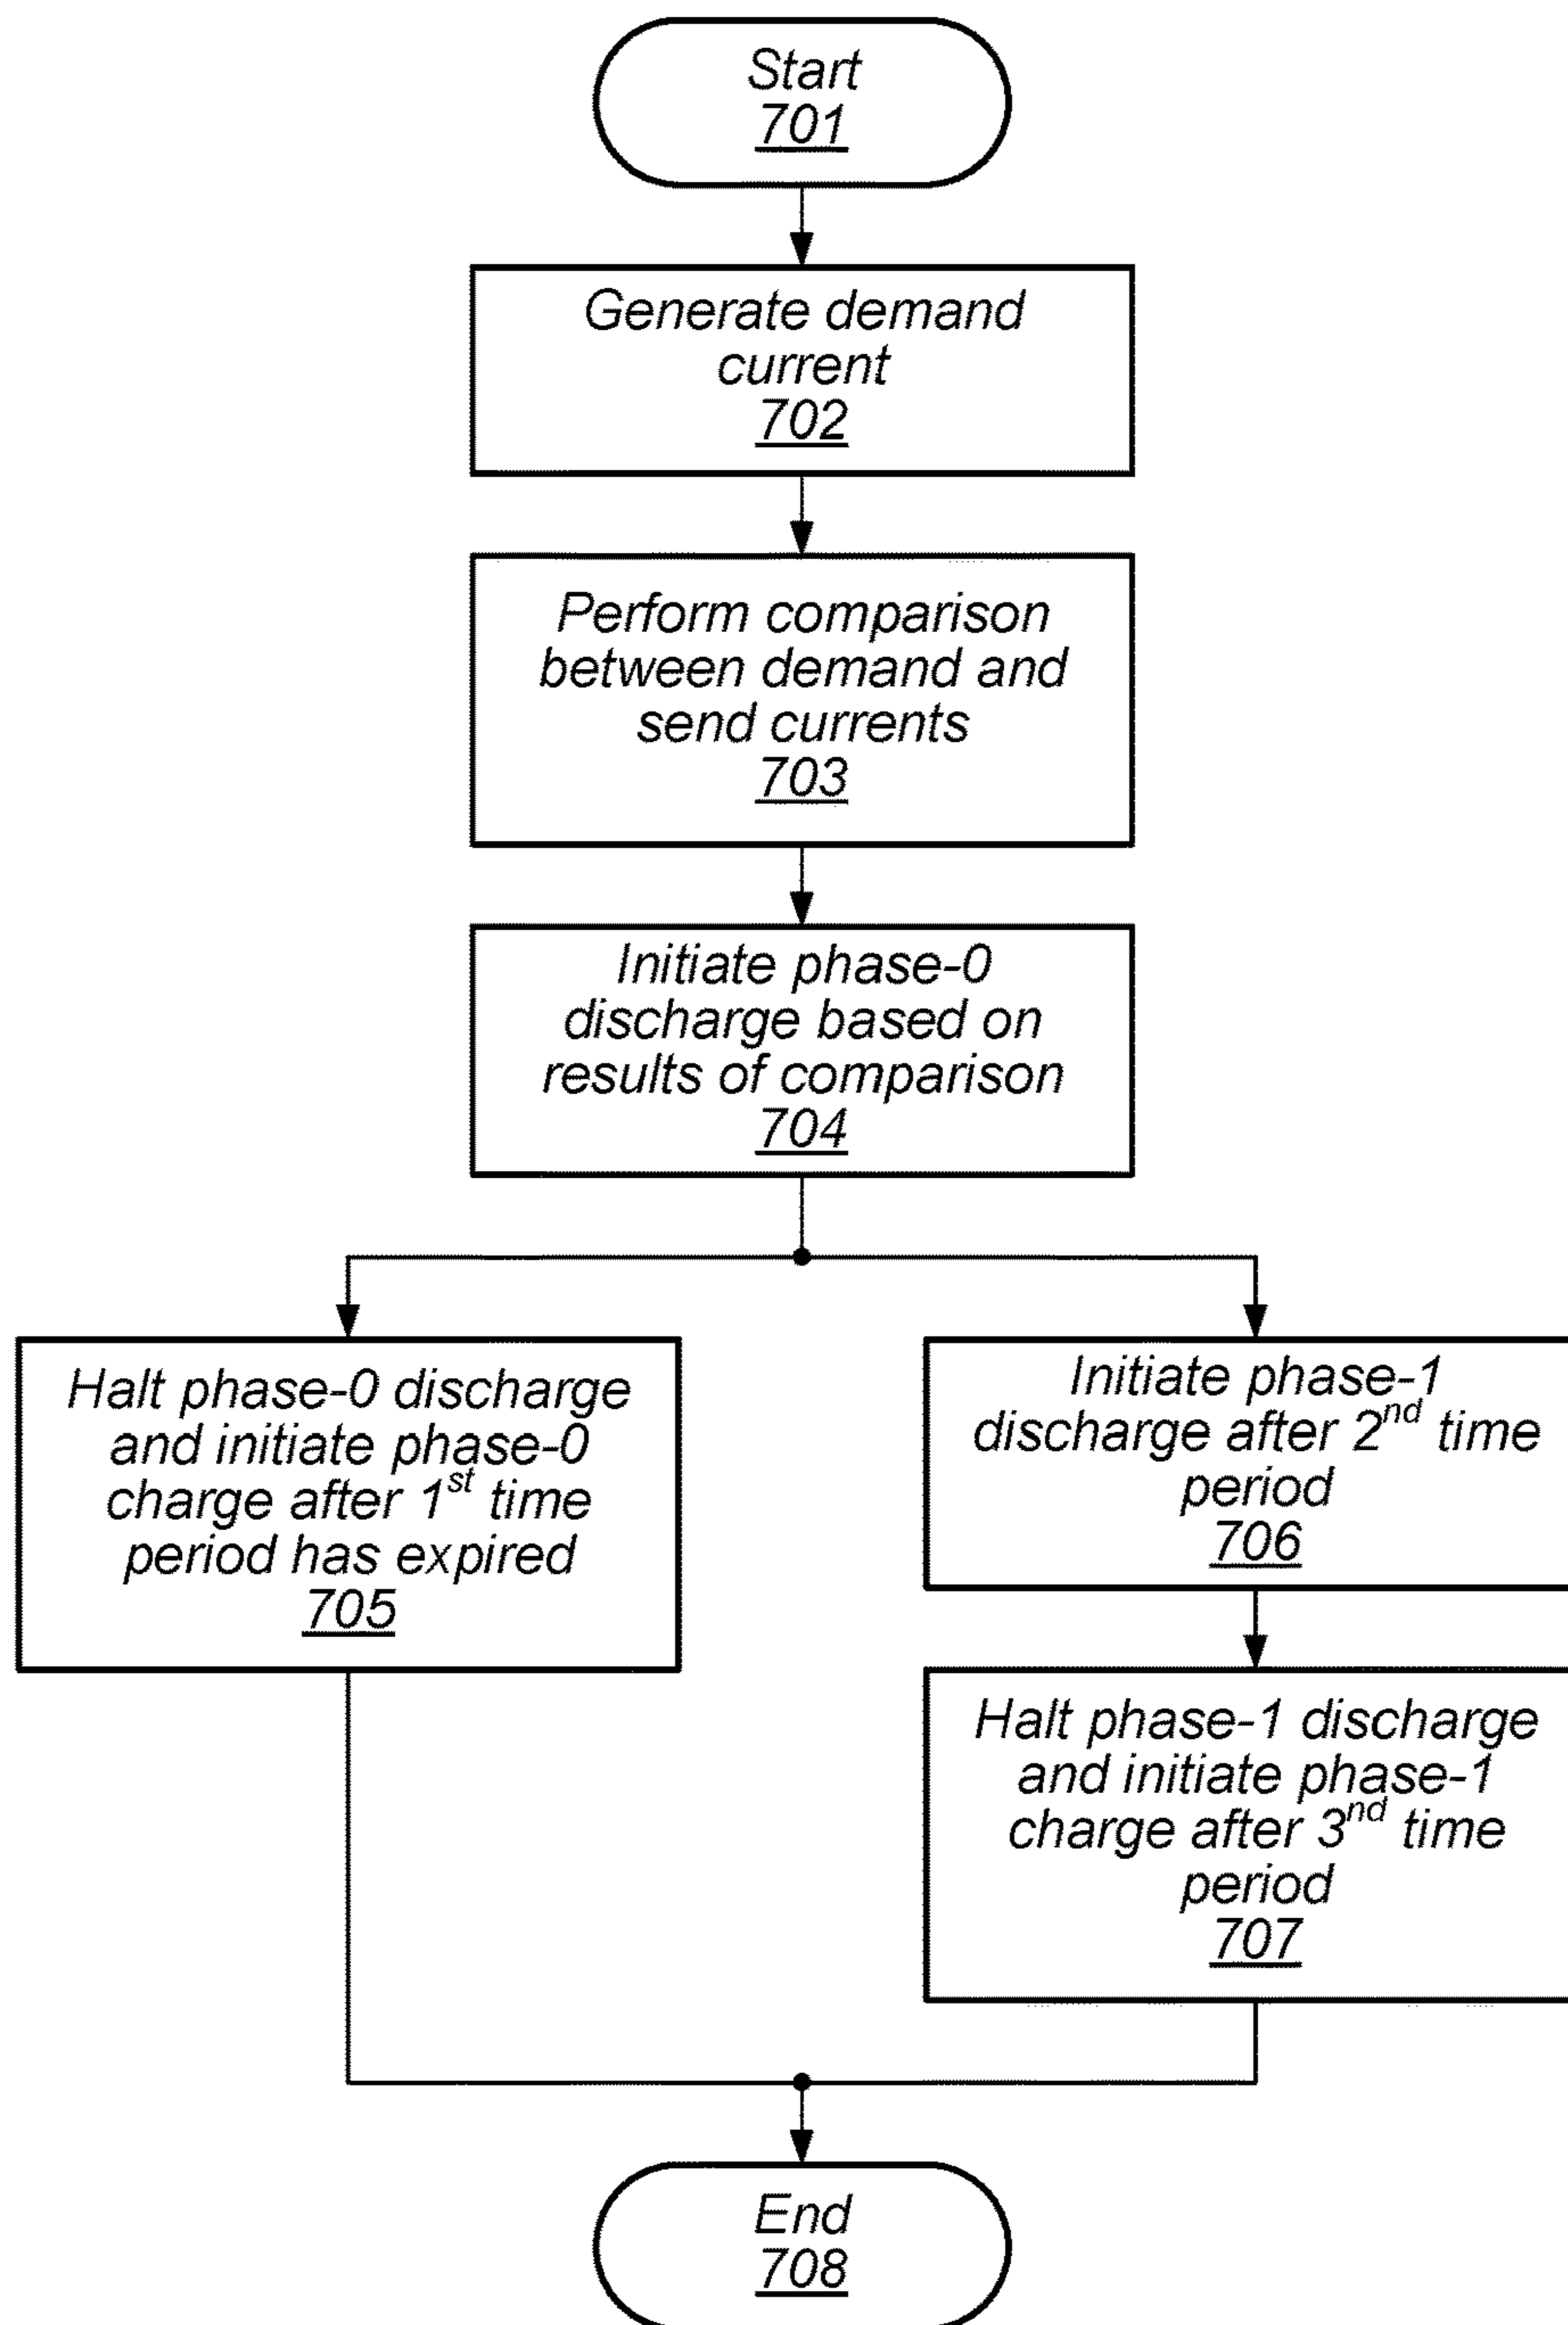 Start
701
Generate demand
current
702
Perform comparison
between demand and
send currents
703
Initiate phase-0
discharge based on
results of comparison
704
Halt phase-0 discharge
and initiate phase-0
charge after 1st time
period has expired
705
Initiate phase-1
discharge after 2nd time
period
706
Halt phase-1 discharge
and initiate phase-1
charge after 3nd time
period
707
End
708